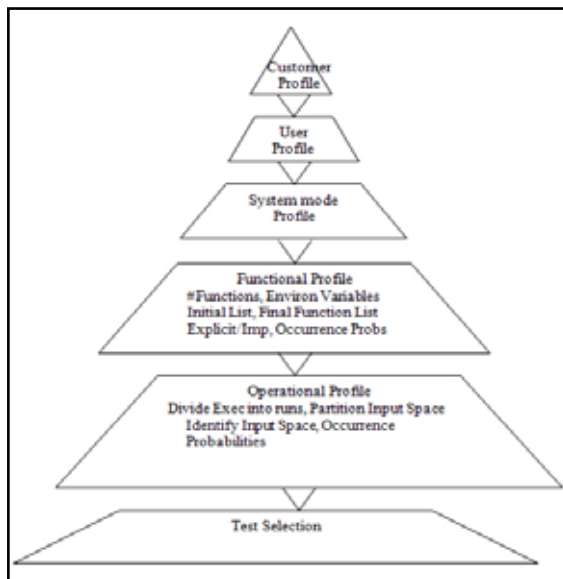 Customer
Profile
User
Profile
System mode
Profile
Functional Profile
#Functions, Environ Variables
Initial List, Final Function List
Explicit/Imp, Occurrence Probs
Operational Profile
Divide Exec into runs, Partition Input Space
Identify Input Space, Occurrence
Probabilities
Test Selection